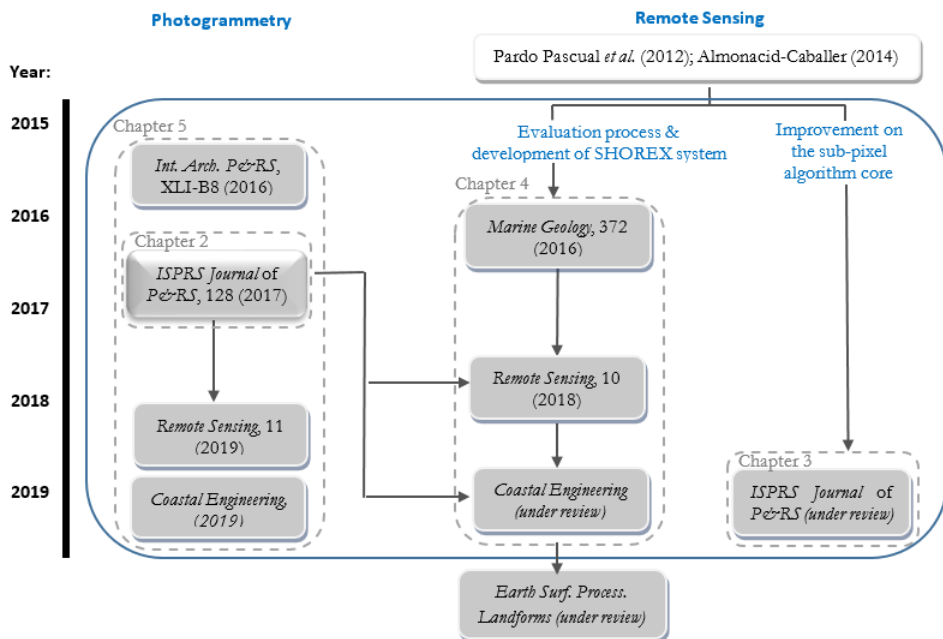 Photogrammetry
Remote Sensing
Pardo Pascual et al. (2012); Almonacid-Caballer (2014)
Year:
2015
2016
2017
2018
2019
Chapter 5
Int. Arch. P&RS,
XLI-B8 (2016)
Chapter 2
ISPRS Journal of
P&RS, 128 (2017)
Remote Sensing, 11
(2019)
Coastal Engineering,
(2019)
Evaluation process &
development of SHOREX system
Chapter 4
Marine Geology, 372
(2016)
Remote Sensing, 10
(2018)
Coastal Engineering
(under review)
Earth Surf. Process.
Landforms (under review)
Improvement on
the sub-pixel
algorithm core
Chapter 3
ISPRS Journal of
P&RS (under review)